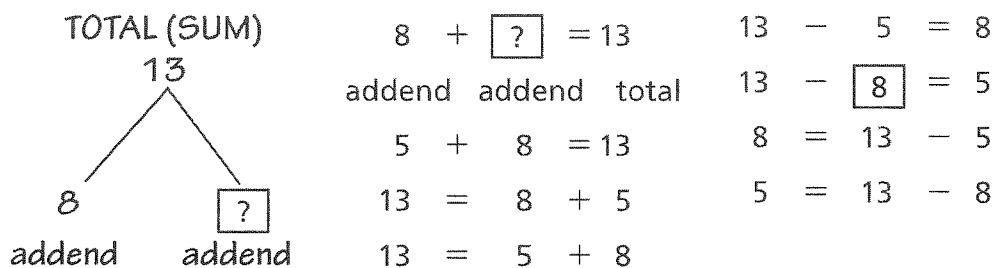 TOTAL (SUM)
13
8 ?
addend addend
8 + ? = 13
addend addend total
5 + 8 = 13
13 = 8 + 5
13 = 5 + 8
13 − 5 = 8
13 − 8 = 5
8 = 13 − 5
5 = 13 − 8